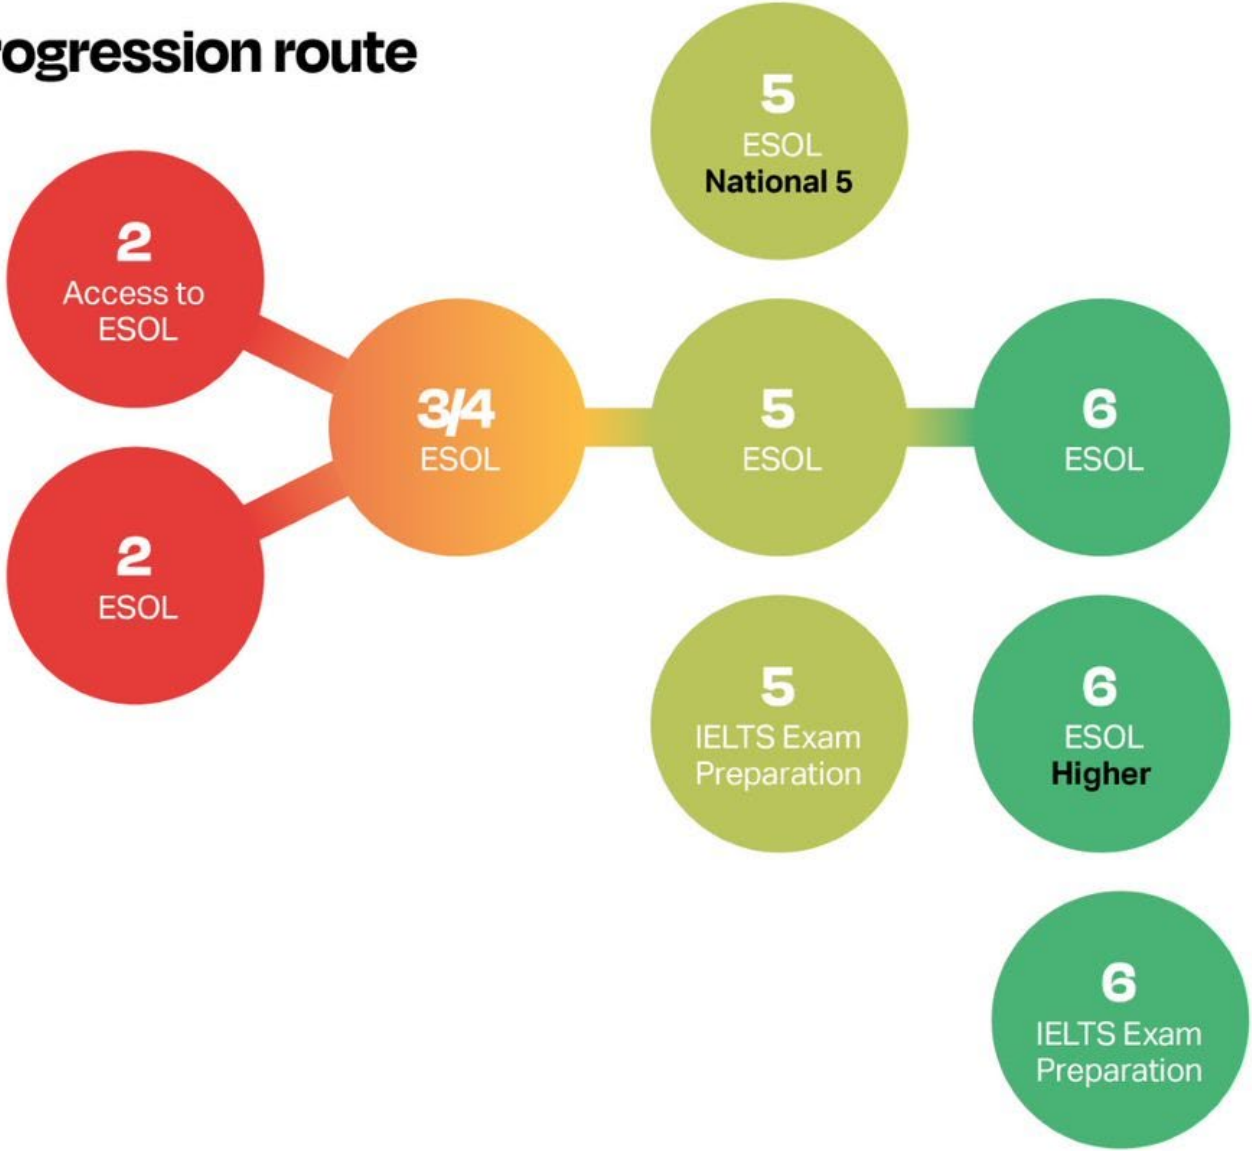 rogression route
5
ESOL
National 5
2
Access to
ESOL
3/4
ESOL
5
ESOL
6
ESOL
2
ESOL
5
IELTS Exam
Preparation
6
ESOL
Higher
6
IELTS Exam
Preparation